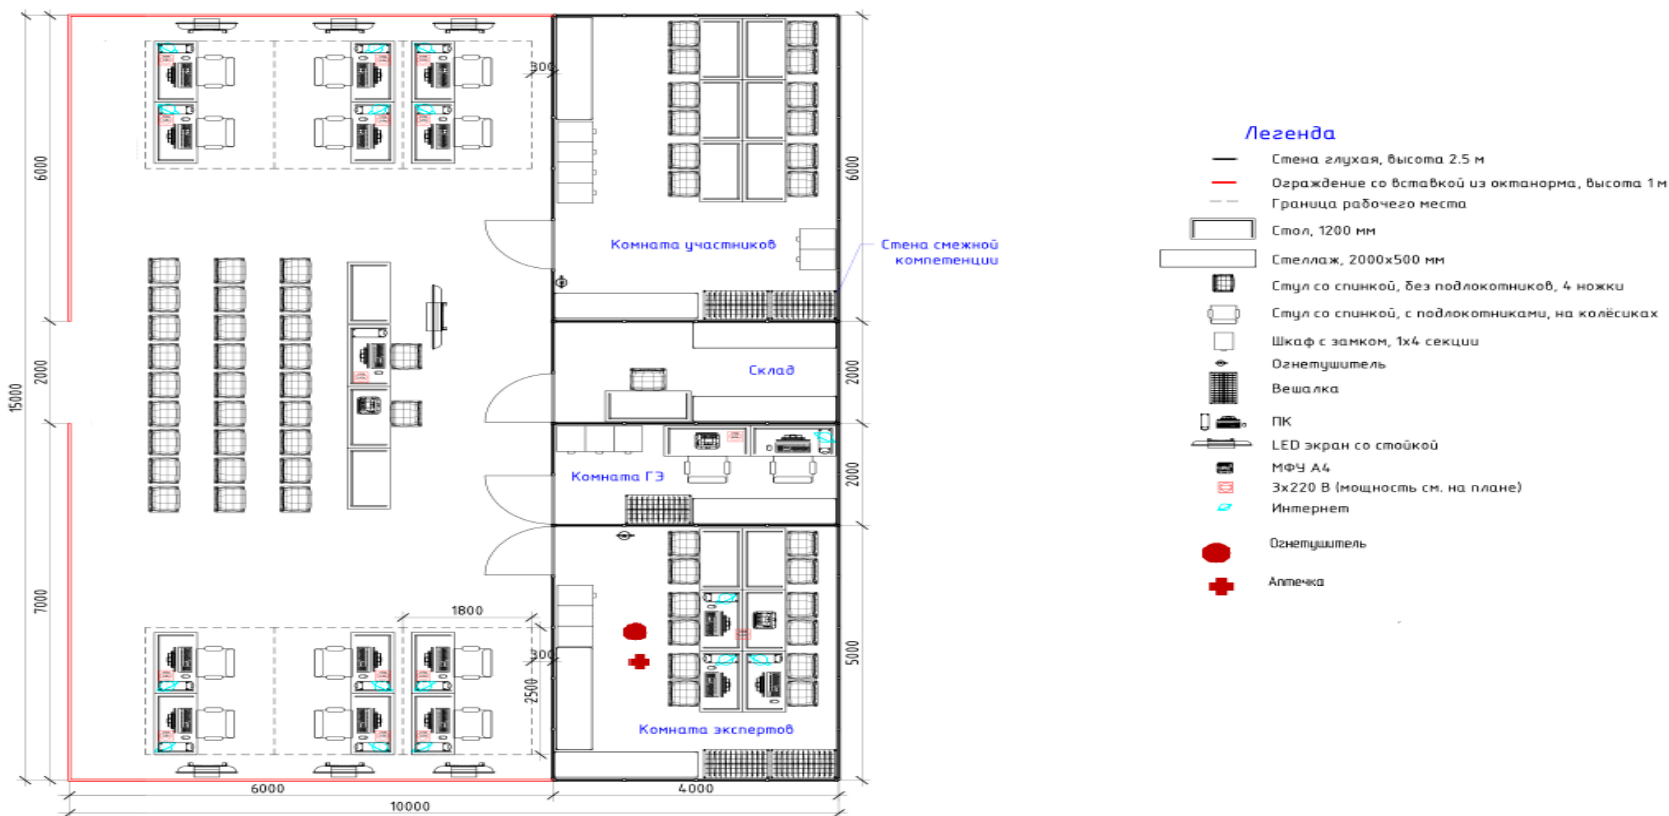 300
6000
6000
Комната участников
Стена смежной
компетенции
2000
15000
Склад
2000
Комната ГЭ
2000
7000
1800
300
2500
5000
Комната экспертов
6000
4000
10000
Легенда
Стена глухая, высота 2.5 м
Ограждение со вставкой из октанорма, высота 1 м
Граница рабочего места
Стол, 1200 мм
Стеллаж, 2000х500 мм
Стул со спинкой, без подлокотников, 4 ножки
Стул со спинкой, с подлокотниками, на колёсиках
Шкаф с замком, 1х4 секции
Огнетушитель
Вешалка
ПК
LED экран со стойкой
МФУ А4
3х220 В (мощность см. на плане)
Интернет
Огнетушитель
Аптечка